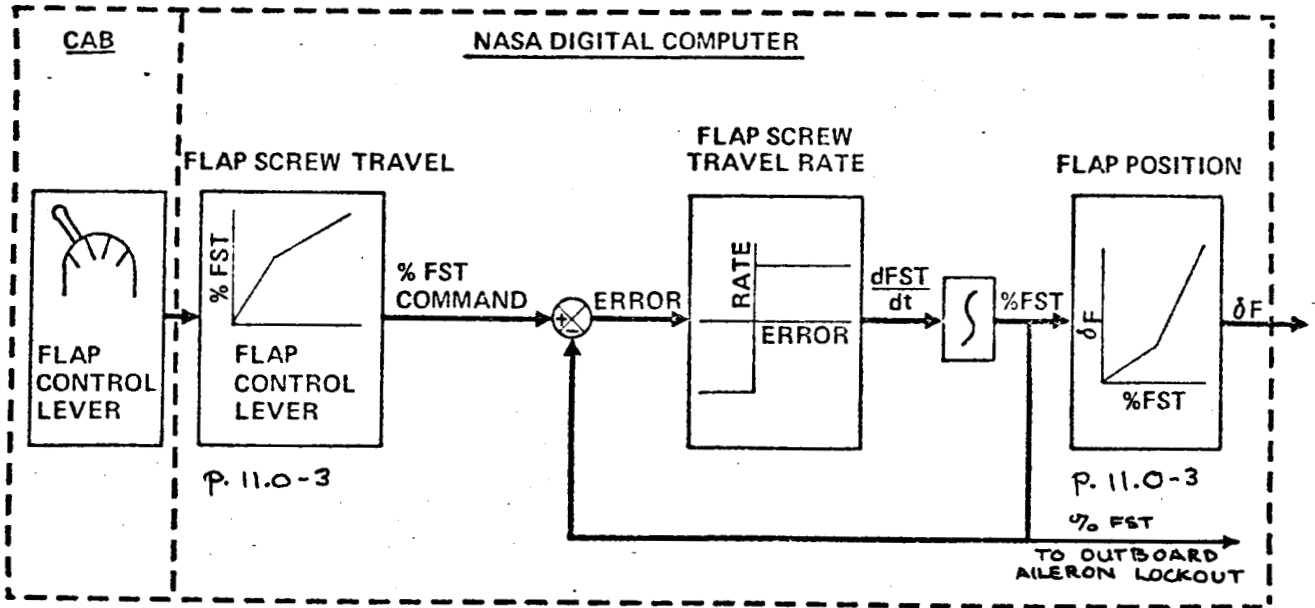 CAB
NASA DIGITAL COMPUTER
FLAP SCREW TRAVEL
FLAP SCREW
TRAVEL RATE
FLAP POSITION
% FST
% FST
COMMAND
+
−
ERROR
RATE
ERROR
dFST
dt
∫
%FST
δF
%FST
δF
FLAP
CONTROL
LEVER
FLAP
CONTROL
LEVER
p. 11.0-3
p. 11.0-3
% FST
TO OUTBOARD
AILERON LOCKOUT